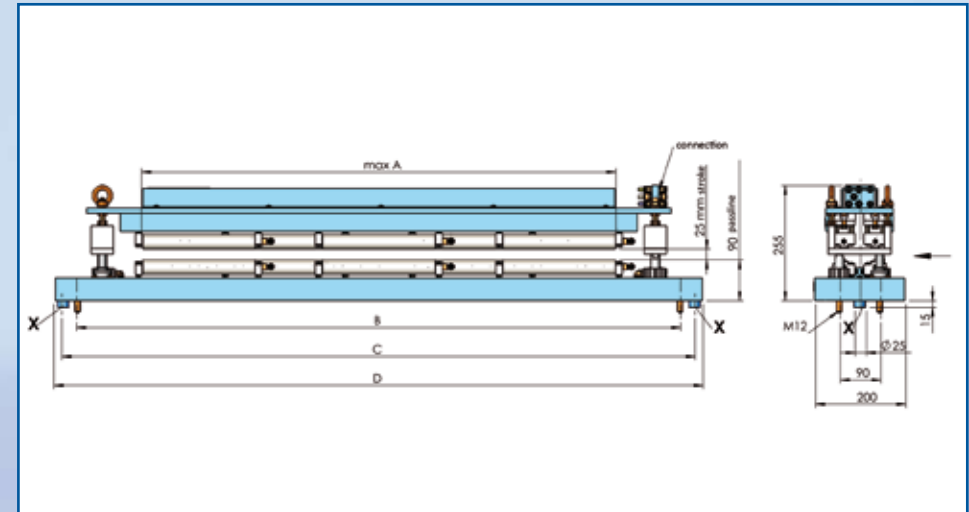 connection
max A
25 mm stroke
90 passline
255
X
X
B
C
D
M12
X
15
Ø 25
90
200